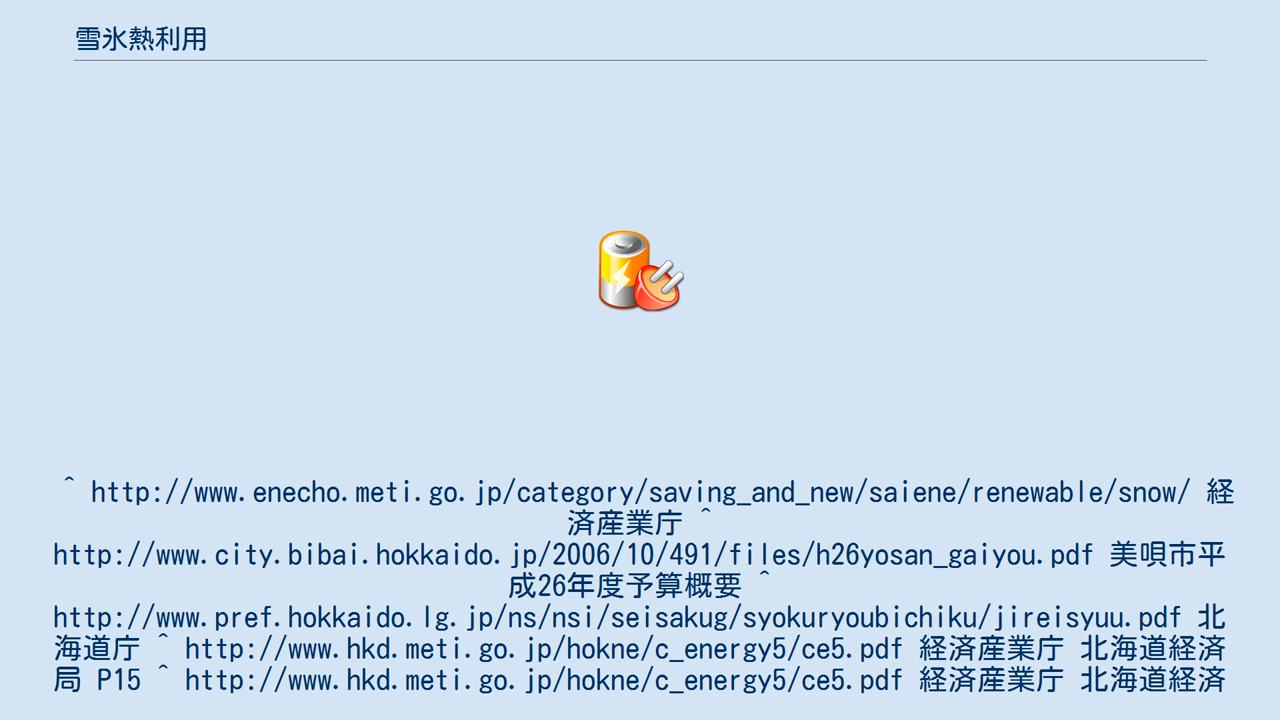 雪氷熱利用
^ http://www.enecho.meti.go.jp/category/saving_and_new/saiene/renewable/snow/ 経
済産業庁 ^
http://www.city.bibai.hokkaido.jp/2006/10/491/files/h26yosan_gaiyou.pdf 美唄市平
成26年度予算概要 ^
http://www.pref.hokkaido.lg.jp/ns/nsi/seisakug/syokuryoubichiku/jireisyuu.pdf 北
海道庁 ^ http://www.hkd.meti.go.jp/hokne/c_energy5/ce5.pdf 経済産業庁 北海道経済
局 P15 ^ http://www.hkd.meti.go.jp/hokne/c_energy5/ce5.pdf 経済産業庁 北海道経済